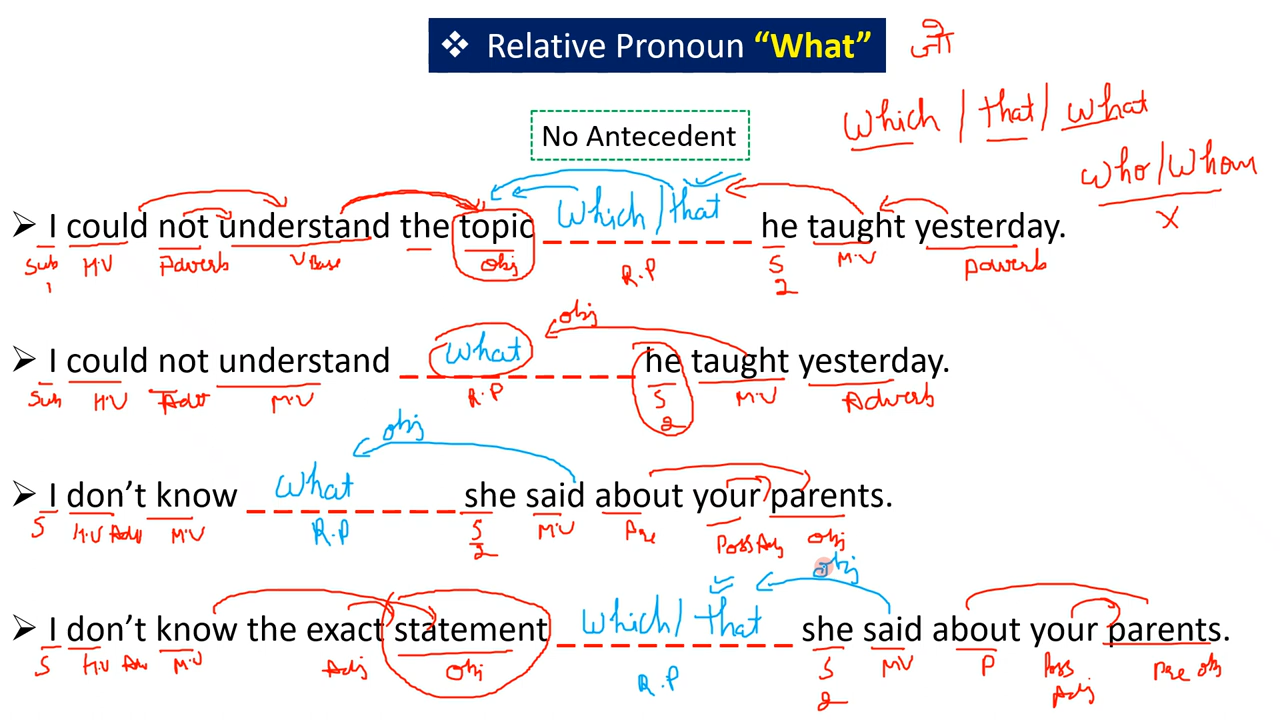 ❖ Relative Pronoun “What” जो
which / that / what
No Antecedent
who/whom
X
which / that
➢ I could not understand the topic _ _ _ _ _ _ _ _ _ he taught yesterday.
Sub H.V Adverb V Base obj R.P S M.V Adverb
1 2
obj
what
➢ I could not understand _ _ _ _ _ _ _ _ _ he taught yesterday.
Sub H.V Adv M.V R.P S M.V Adverb
2
obj
what
➢ I don’t know _ _ _ _ _ _ _ _ _ she said about your parents.
S H.V Adv M.V R.P S M.V Pre Poss Adj obj
2
obj
which / that
➢ I don’t know the exact statement _ _ _ _ _ _ _ _ _ she said about your parents.
S H.V Adv M.V Adj obj R.P S M.V P Poss Adj Pre obj
2